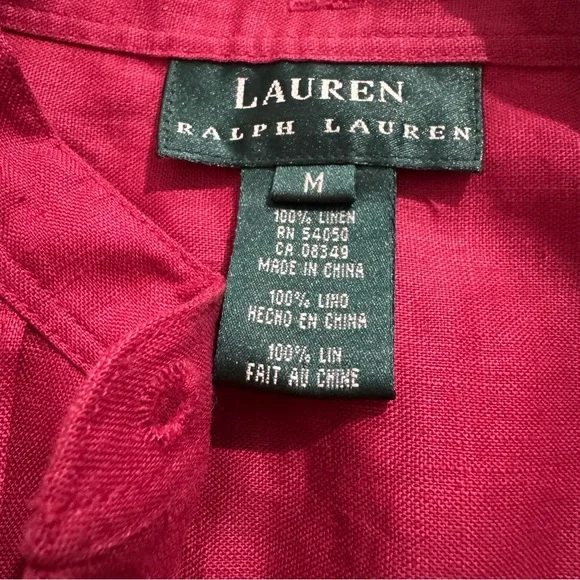 LAUREN
RALPH LAUREN
M
100% LINEN
RN 54050
CA 08349
MADE IN CHINA
100% LINO
HECHO EN CHINA
100% LIN
FAIT AU CHINE